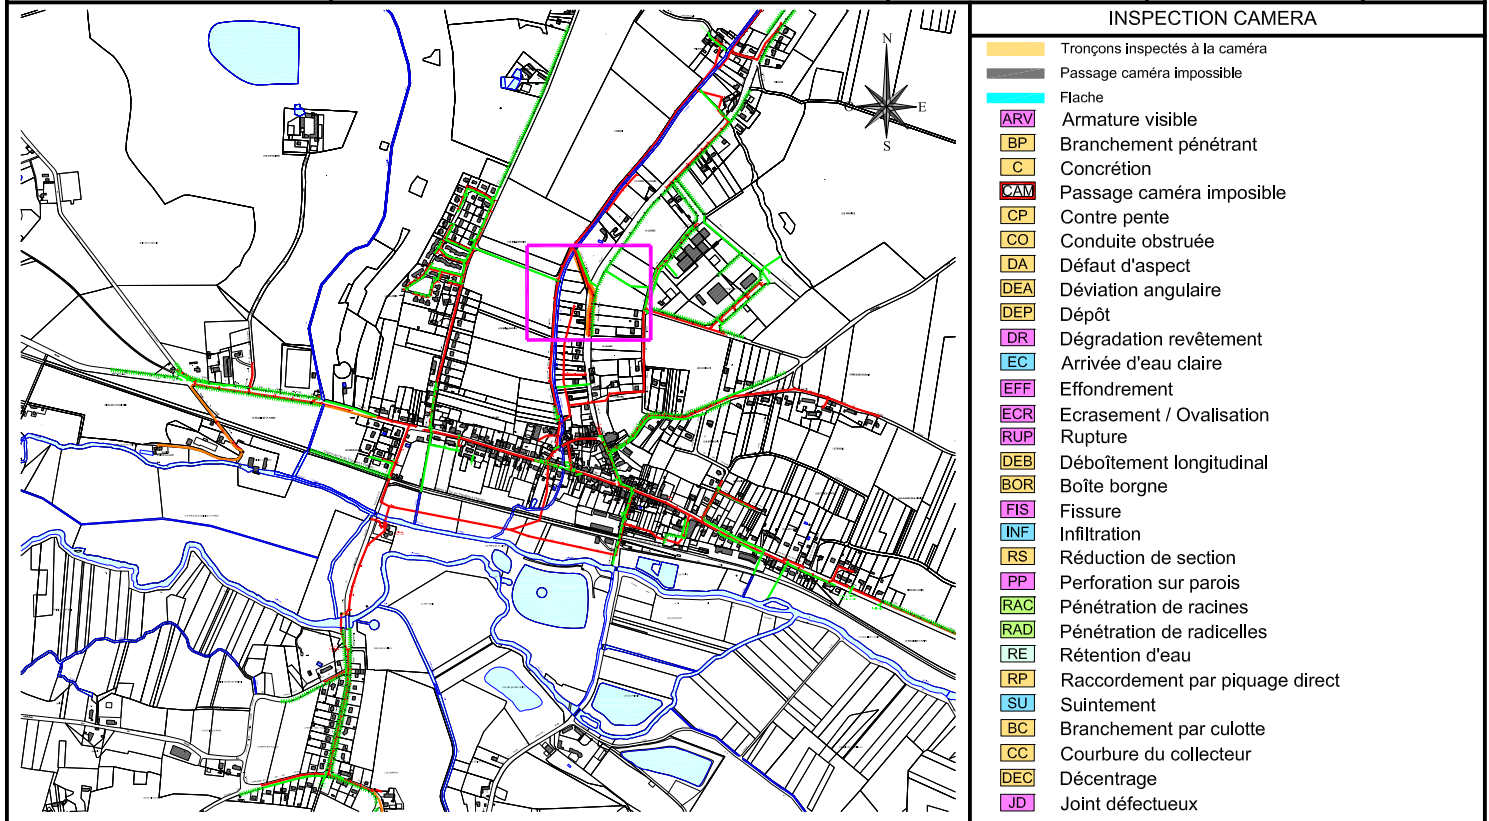 INSPECTION CAMERA
Tronçons inspectés à la caméra
Passage caméra impossible
Flache
ARV Armature visible
BP Branchement pénétrant
C Concrétion
CAM Passage caméra imposible
CP Contre pente
CO Conduite obstruée
DA Défaut d'aspect
DEA Déviation angulaire
DEP Dépôt
DR Dégradation revêtement
EC Arrivée d'eau claire
EFF Effondrement
ECR Ecrasement / Ovalisation
RUP Rupture
DEB Déboîtement longitudinal
BOR Boîte borgne
FIS Fissure
INF Infiltration
RS Réduction de section
PP Perforation sur parois
RAC Pénétration de racines
RAD Pénétration de radicelles
RE Rétention d'eau
RP Raccordement par piquage direct
SU Suintement
BC Branchement par culotte
CC Courbure du collecteur
DEC Décentrage
JD Joint défectueux
N
O E
S